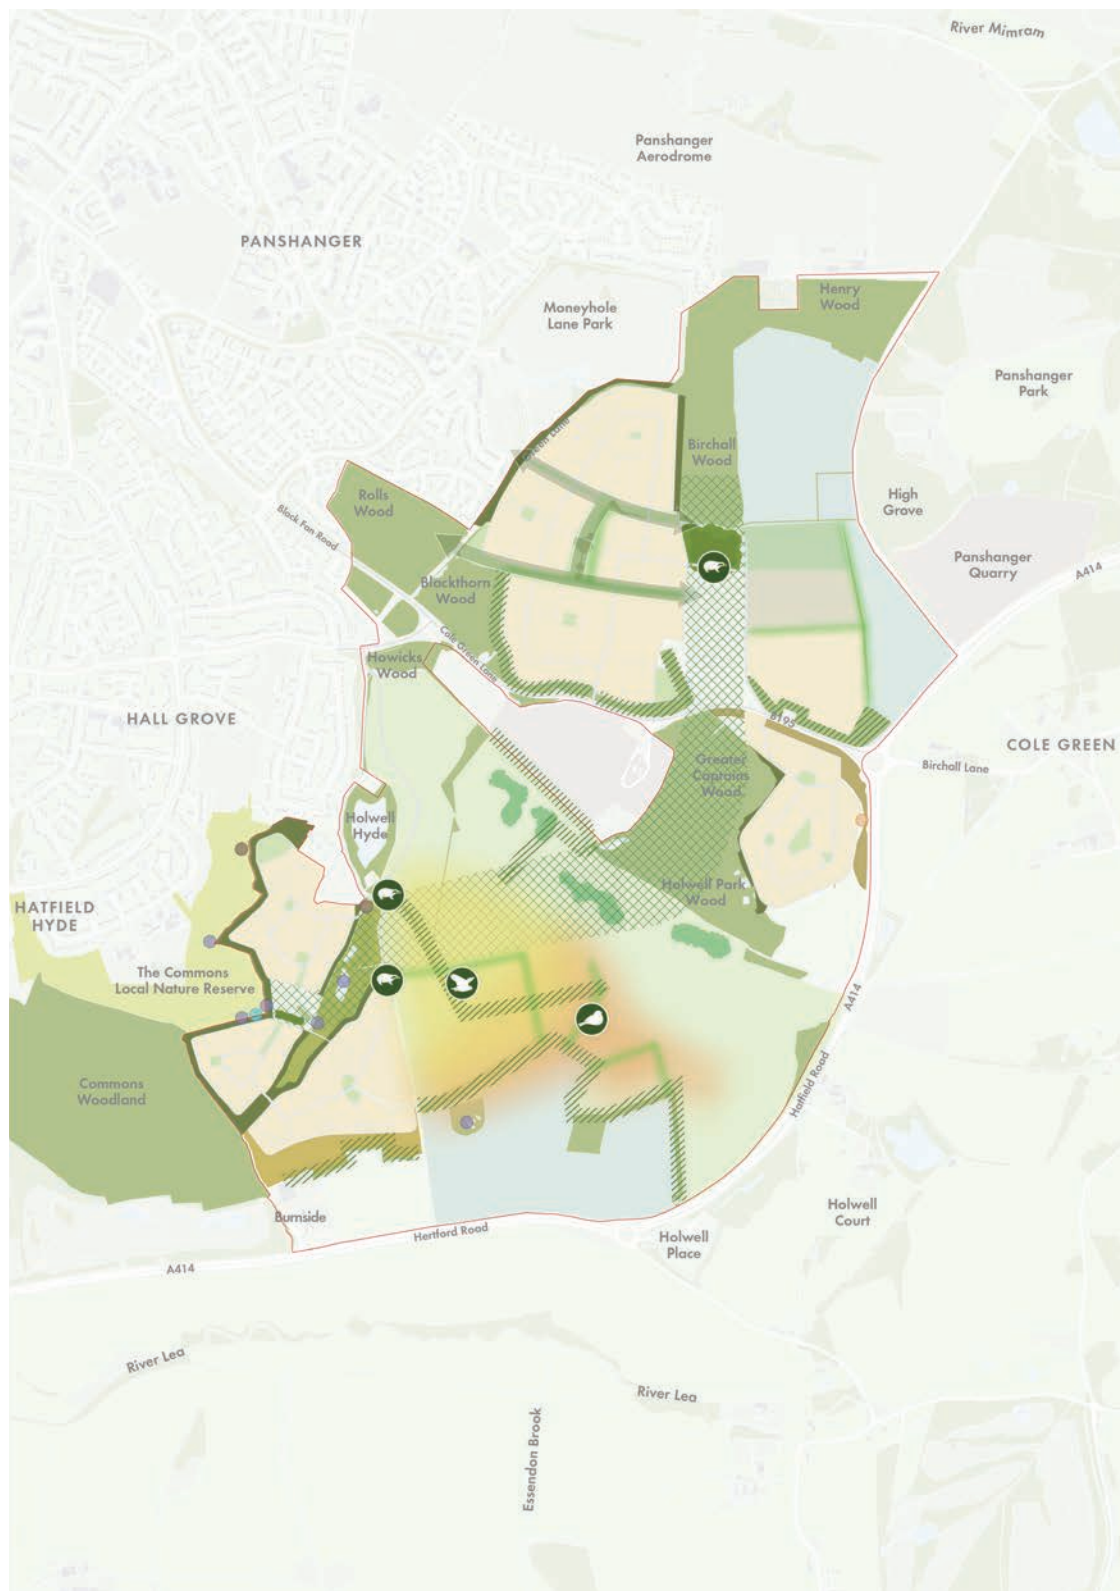 River Mimram
Panshanger
Aerodrome
PANSHANGER
Henry
Wood
Moneyhole
Lane Park
Panshanger
Park
Birchall
Wood
Rolls
Wood
High
Grove
Black Fan Road
Panshanger
Quarry
A414
Blackthorn
Wood
Cole Green Lane
Howicks
Wood
HALL GROVE
B195
COLE GREEN
Birchall Lane
Greater
Captains
Wood
Holwell
Hyde
Holwell Park
Wood
HATFIELD
HYDE
The Commons
Local Nature Reserve
A414
Commons
Woodland
Hatfield Road
Burnside
Hertford Road
Holwell
Court
Holwell
Place
A414
River Lea
River Lea
Essendon Brook